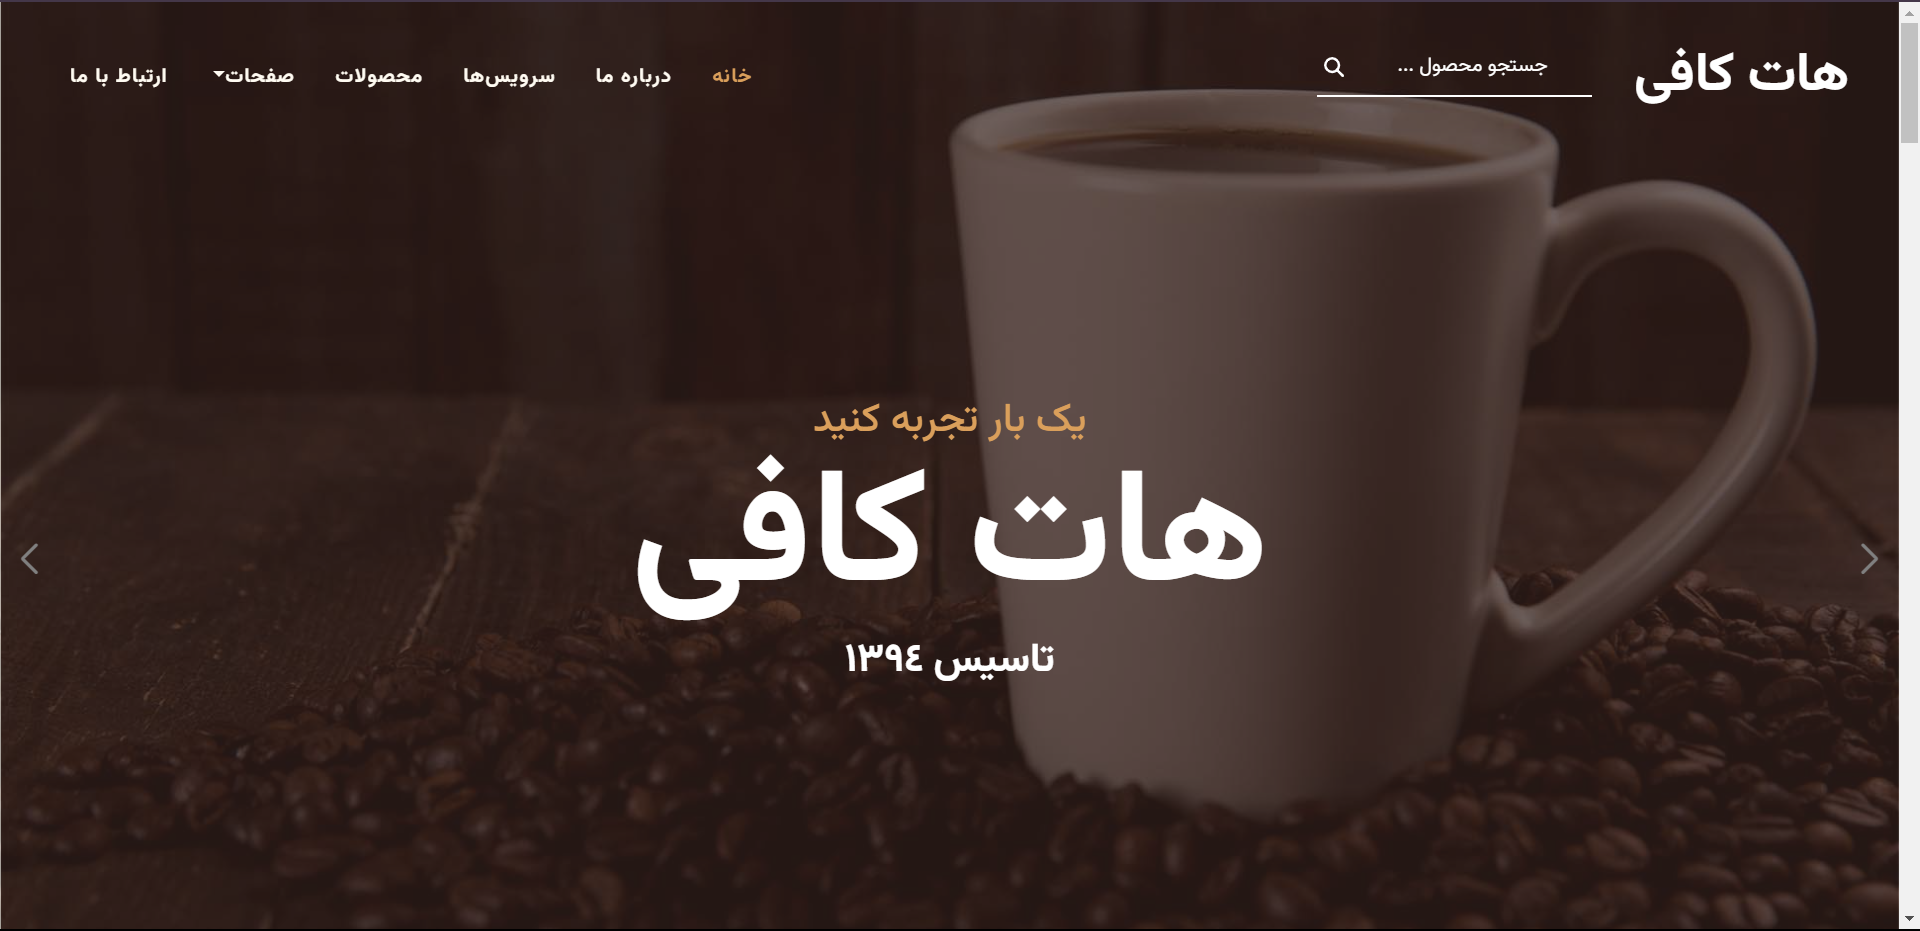 هات کافی
جستجو محصول ...
خانه
درباره ما
سرویس‌ها
محصولات
صفحات
ارتباط با ما
یک بار تجربه کنید
هات کافی
تاسیس ۱۳۹٤